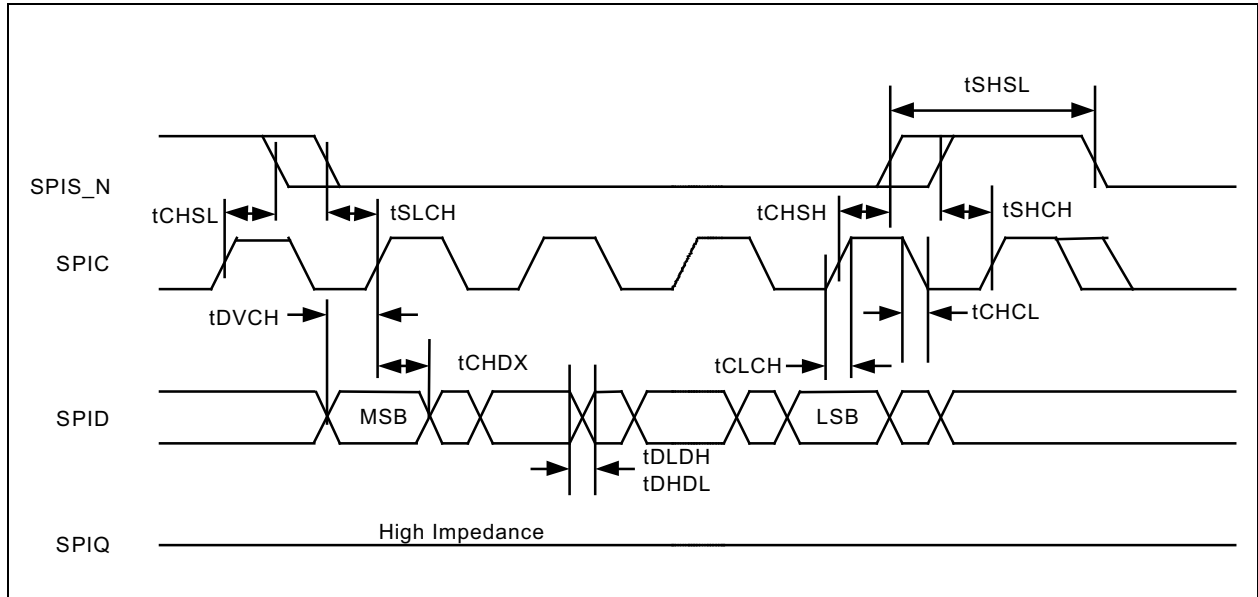 tSHSL
SPIS_N
tCHSL
tSLCH
tCHSH
tSHCH
SPIC
tDVCH
tCHDX
tCLCH
tCHCL
SPID
MSB
LSB
tDLDH
tDHDL
High Impedance
SPIQ